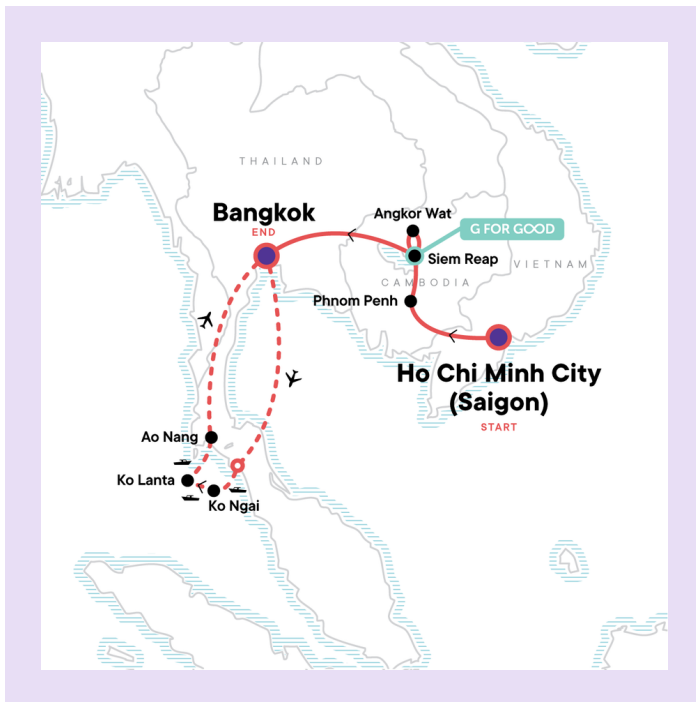 THAILAND
Bangkok
END
Angkor Wat
G FOR GOOD
Siem Reap
VIETNAM
CAMBODIA
Phnom Penh
Ho Chi Minh City
(Saigon)
START
Ao Nang
Ko Lanta
Ko Ngai